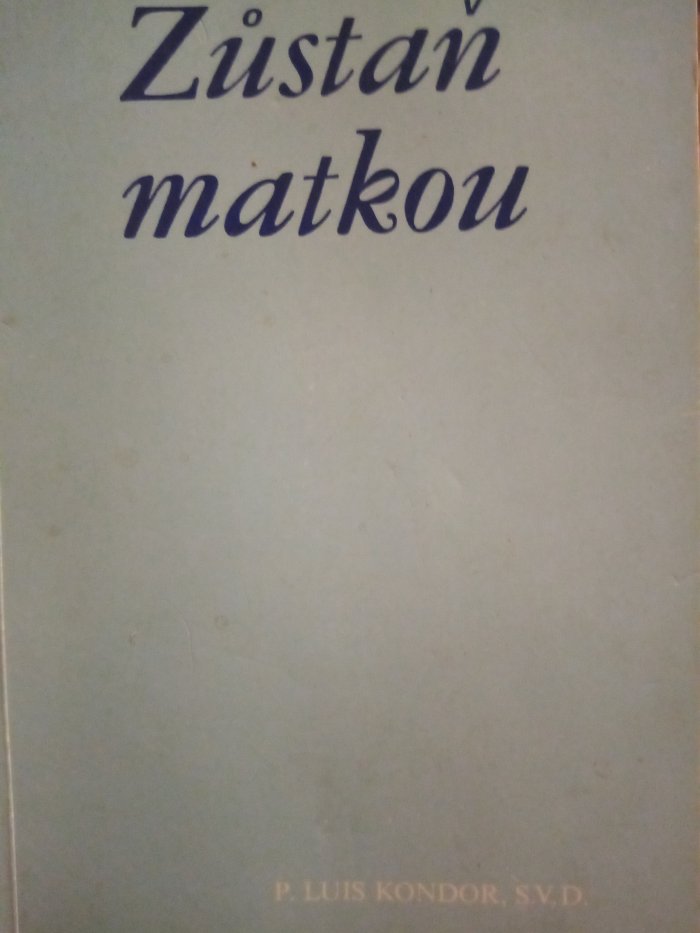 Zůstaň
matkou
P. LUIS KONDOR, S.V.D.